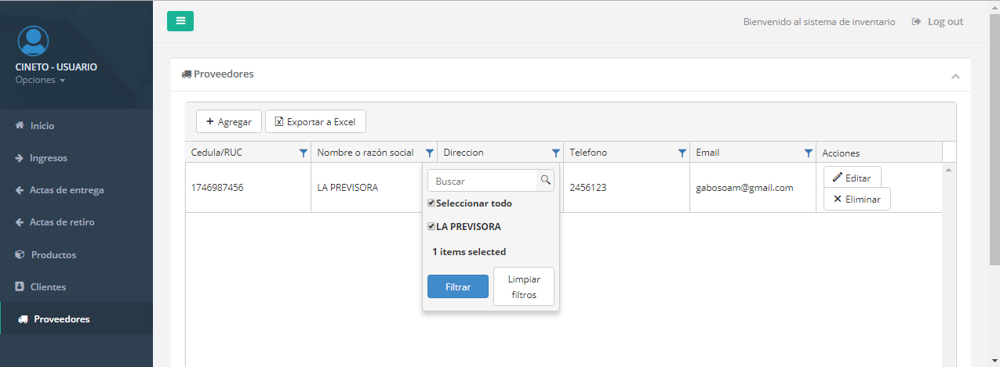 Bienvenido al sistema de inventario Log out
CINETO - USUARIO
Opciones
Inicio
Ingresos
Actas de entrega
Actas de retiro
Productos
Clientes
Proveedores
Proveedores
Agregar Exportar a Excel
Cedula/RUC Nombre o razón social Direccion Telefono Email Acciones
1746987456 LA PREVISORA 2456123 gabosoam@gmail.com Editar
Eliminar
Buscar
Seleccionar todo
LA PREVISORA
1 items selected
Filtrar Limpiar
filtros